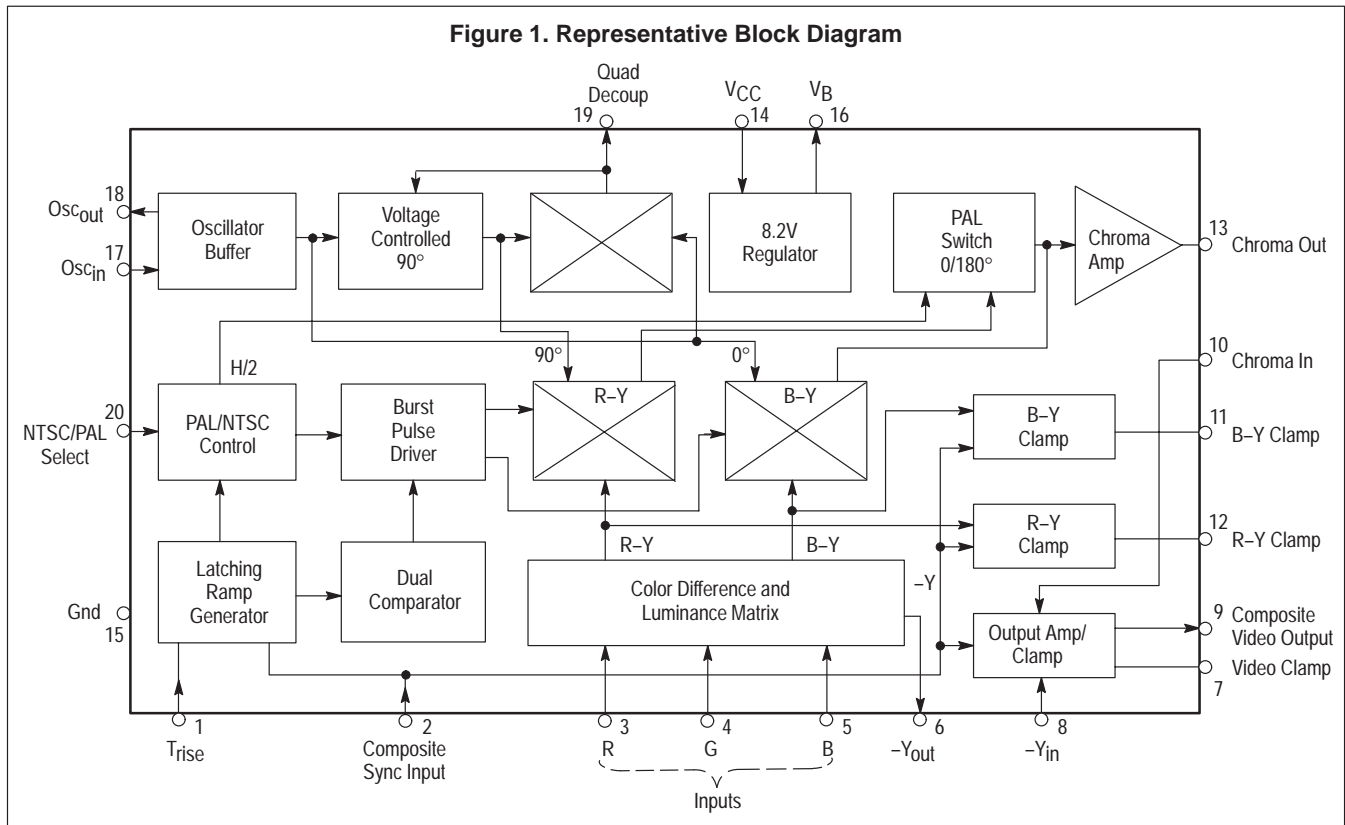 Figure 1. Representative Block Diagram
Quad
Decoup
19
VCC
14
VB
16
18
Oscout
17
Oscin
Oscillator
Buffer
Voltage
Controlled
90°
8.2V
Regulator
PAL
Switch
0/180°
Chroma
Amp
13
Chroma Out
H/2
90°
0°
10
Chroma In
20
NTSC/PAL
Select
PAL/NTSC
Control
Burst
Pulse
Driver
R–Y
B–Y
B–Y
Clamp
11
B–Y Clamp
R–Y
B–Y
R–Y
Clamp
12
R–Y Clamp
Gnd
15
Latching
Ramp
Generator
Dual
Comparator
Color Difference and
Luminance Matrix
–Y
Output Amp/
Clamp
9
Composite
Video Output
Video Clamp
7
1
Trise
2
Composite
Sync Input
3
R
4
G
5
B
6
–Yout
8
–Yin
Inputs